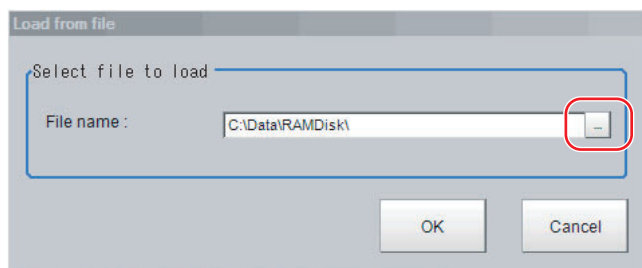 Load from file
Select file to load
File name :
C:\Data\RAMDisk\
...
OK
Cancel